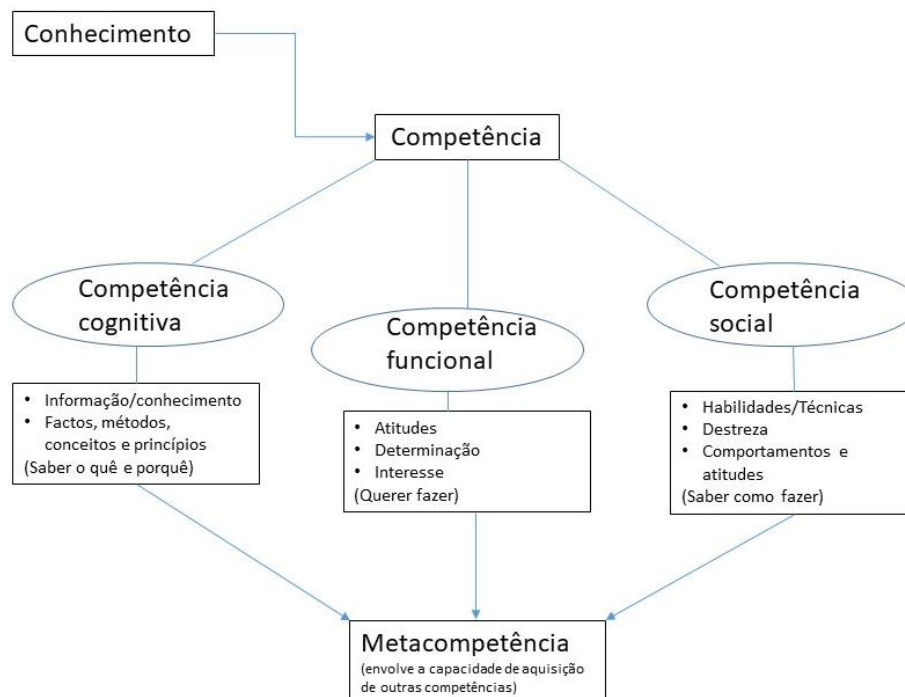 Conhecimento
Competência
Competência
cognitiva
Competência
funcional
Competência
social
• Informação/conhecimento
• Factos, métodos,
conceitos e princípios
(Saber o quê e porquê)
• Atitudes
• Determinação
• Interesse
(Querer fazer)
• Habilidades/Técnicas
• Destreza
• Comportamentos e
atitudes
(Saber como fazer)
Metacompetência
(envolve a capacidade de aquisição
de outras competências)